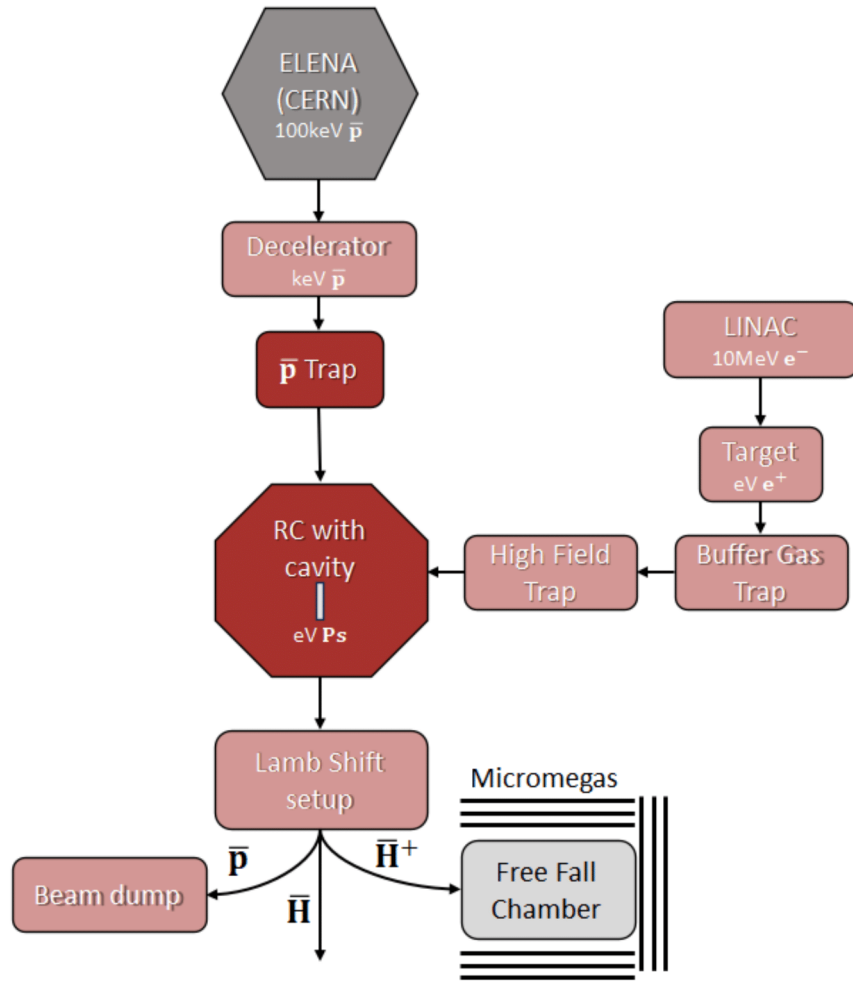 ELENA
(CERN)
100keV p̅
Decelerator
keV p̅
p̅ Trap
LINAC
10MeV e⁻
Target
eV e⁺
RC with
cavity
eV Ps
High Field
Trap
Buffer Gas
Trap
Lamb Shift
setup
Micromegas
p̅
H̅⁺
Beam dump
H̅
Free Fall
Chamber